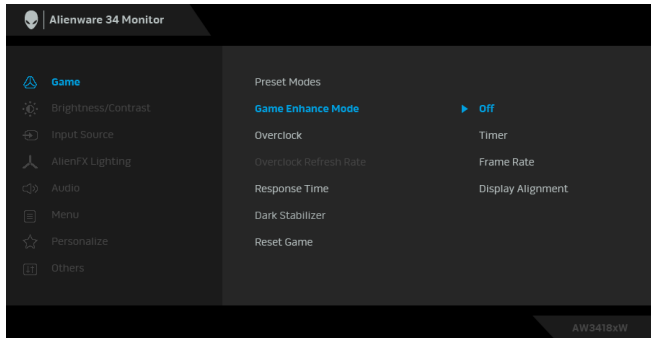 Alienware 34 Monitor
Game
Preset Modes
Brightness/Contrast
Game Enhance Mode
Off
Input Source
Overclock
Timer
AlienFX Lighting
Overclock Refresh Rate
Frame Rate
Audio
Response Time
Display Alignment
Menu
Dark Stabilizer
Personalize
Reset Game
Others
AW3418xW